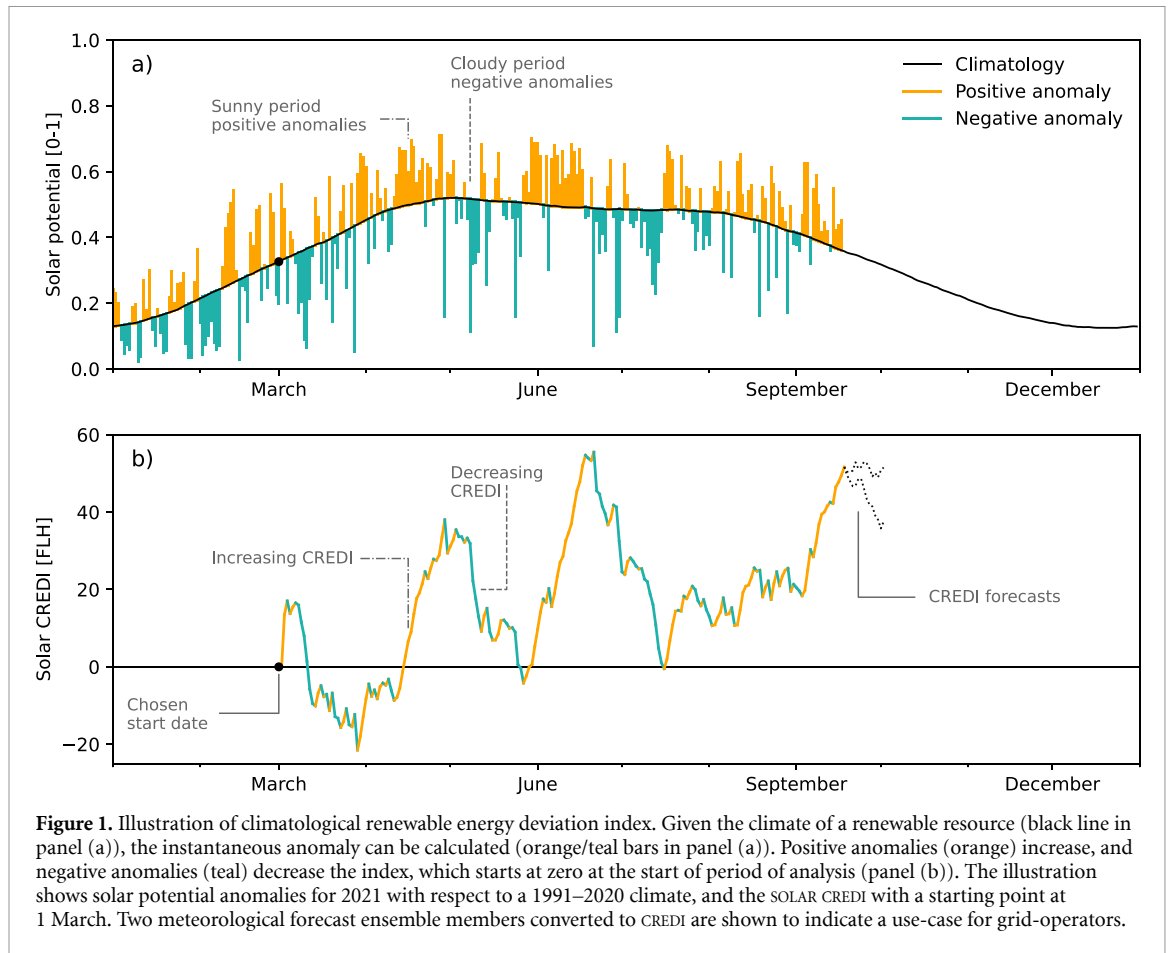 1.0
a)
Cloudy period
negative anomalies
Climatology
Positive anomaly
Negative anomaly
0.8
Sunny period
positive anomalies
0.6
Solar potential [0-1]
0.4
0.2
0.0
March
June
September
December
60
b)
Decreasing
CREDI
40
Increasing CREDI
20
CREDI forecasts
Solar CREDI [FLH]
0
Chosen
start date
−20
March
June
September
December
Figure 1. Illustration of climatological renewable energy deviation index. Given the climate of a renewable resource (black line in
panel (a)), the instantaneous anomaly can be calculated (orange/teal bars in panel (a)). Positive anomalies (orange) increase, and
negative anomalies (teal) decrease the index, which starts at zero at the start of period of analysis (panel (b)). The illustration
shows solar potential anomalies for 2021 with respect to a 1991–2020 climate, and the SOLAR CREDI with a starting point at
1 March. Two meteorological forecast ensemble members converted to CREDI are shown to indicate a use-case for grid-operators.